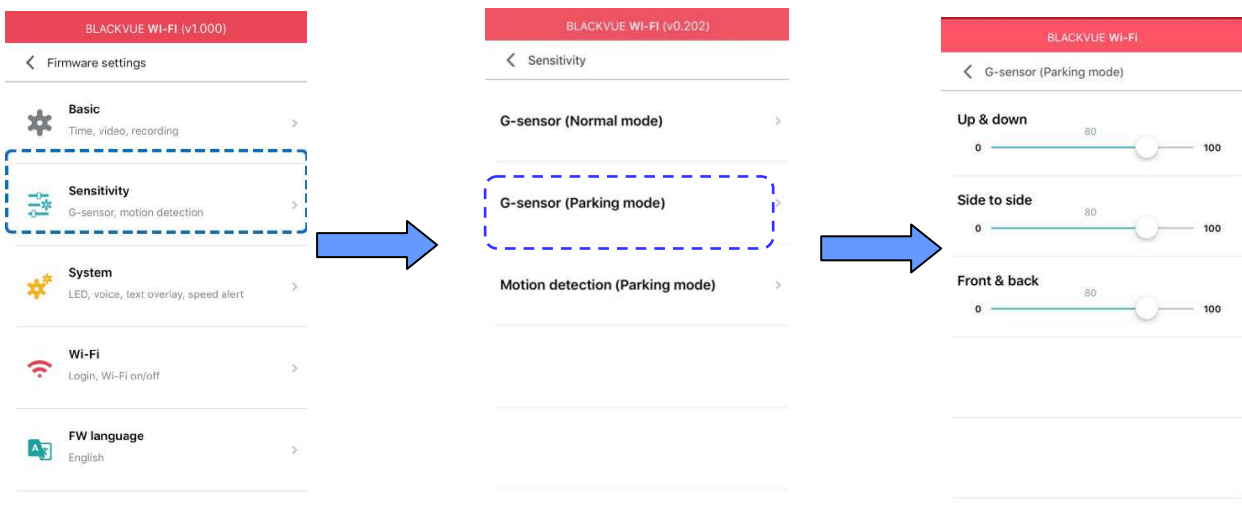 BLACKVUE WI-FI (v1.000)
Firmware settings
Basic
Time, video, recording
Sensitivity
G-sensor, motion detection
System
LED, voice, text overlay, speed alert
Wi-Fi
Login, Wi-Fi on/off
FW language
English
BLACKVUE WI-FI (v0.202)
Sensitivity
G-sensor (Normal mode)
G-sensor (Parking mode)
Motion detection (Parking mode)
BLACKVUE Wi-Fi
G-sensor (Parking mode)
Up & down
80
0 100
Side to side
80
0 100
Front & back
80
0 100